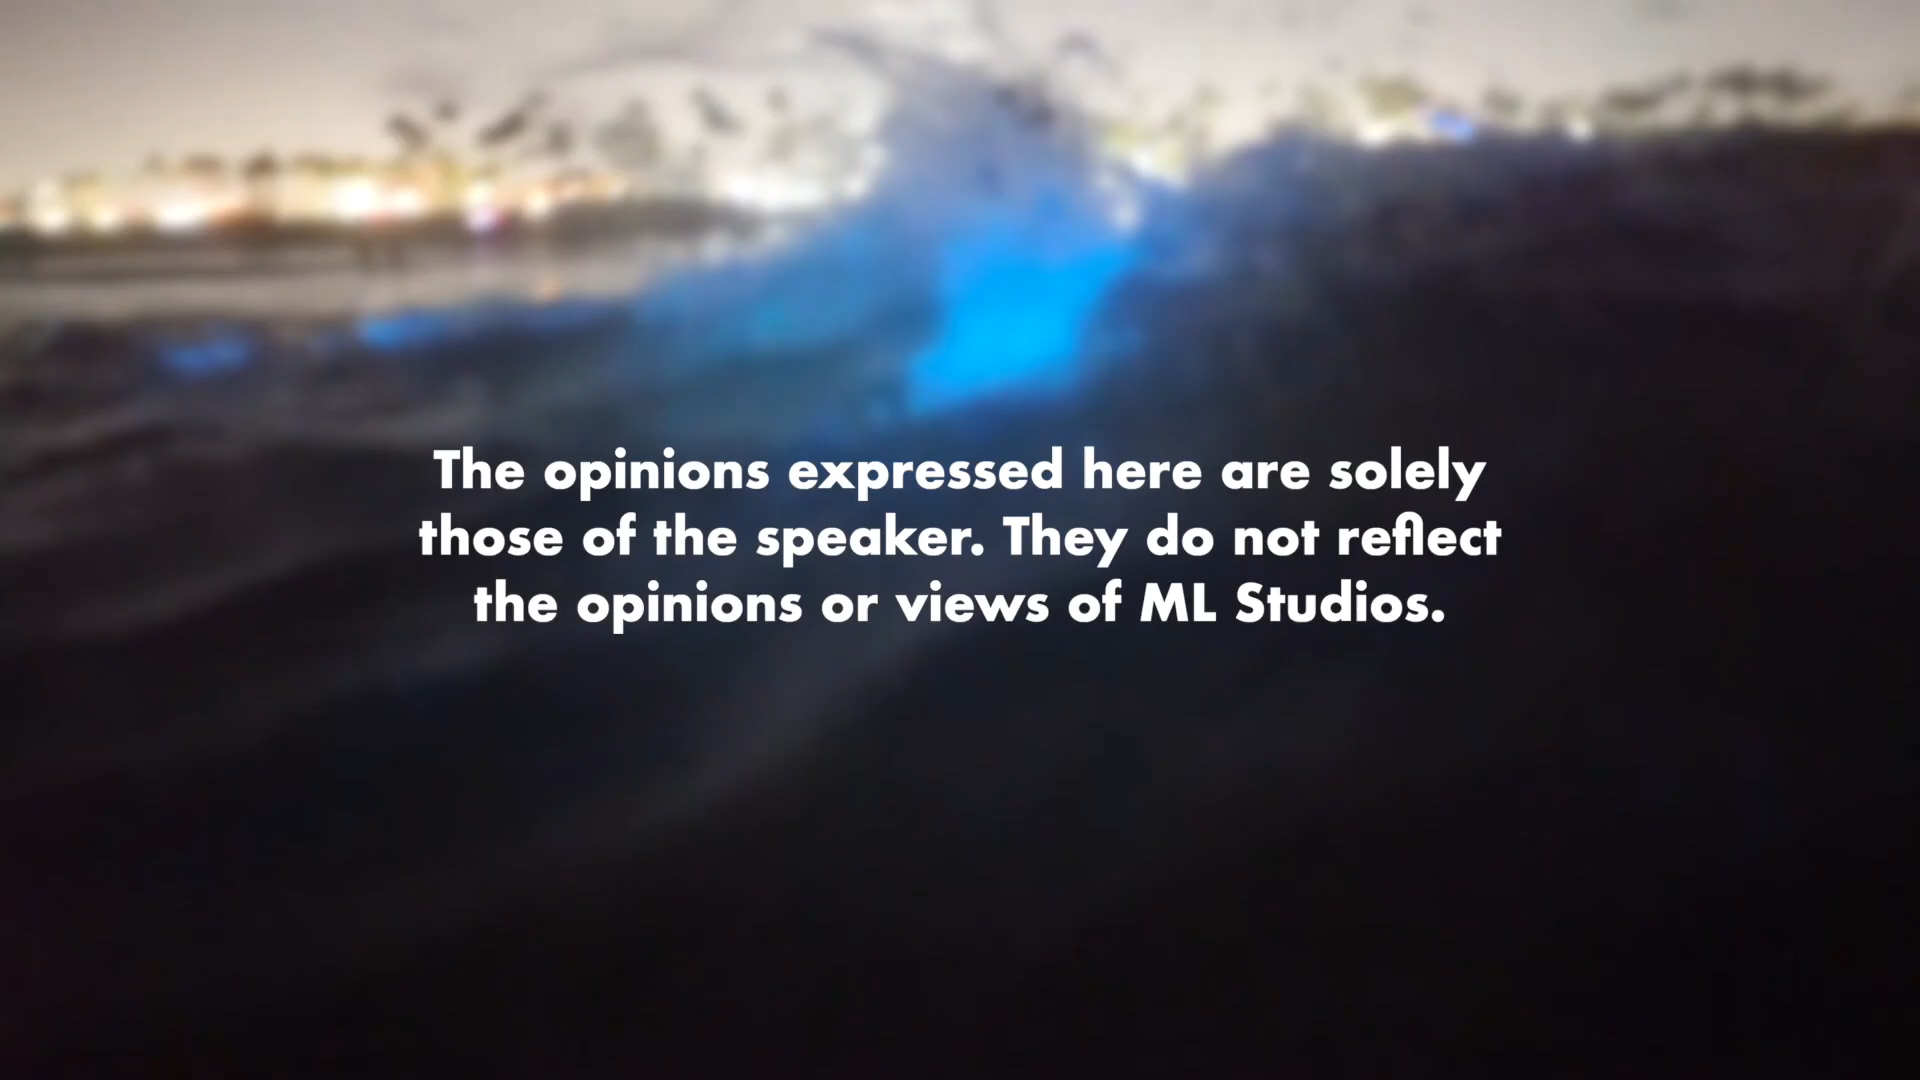 The opinions expressed here are solely
those of the speaker. They do not reflect
the opinions or views of ML Studios.